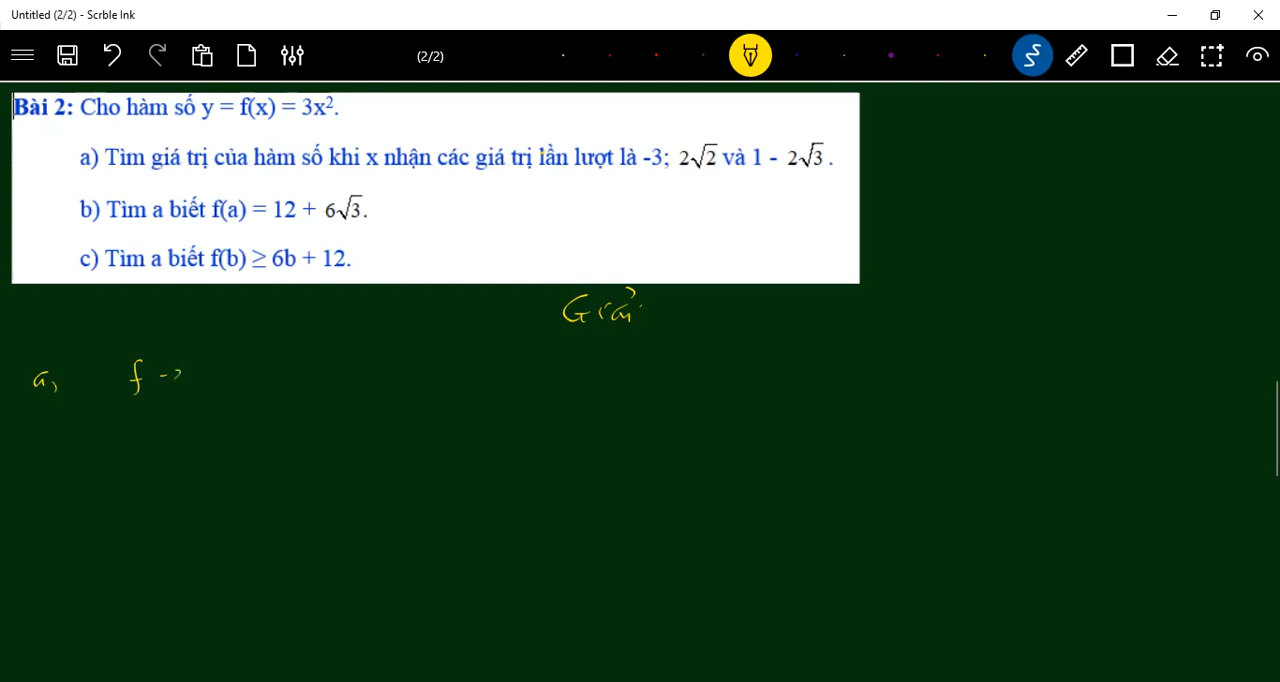 Untitled (2/2) - Scrble Ink
(2/2)
Bài 2: Cho hàm số y = f(x) = 3x².
a) Tìm giá trị của hàm số khi x nhận các giá trị lần lượt là -3; 2√2 và 1 - 2√3 .
b) Tìm a biết f(a) = 12 + 6√3.
c) Tìm a biết f(b) ≥ 6b + 12.
Giải
a, f